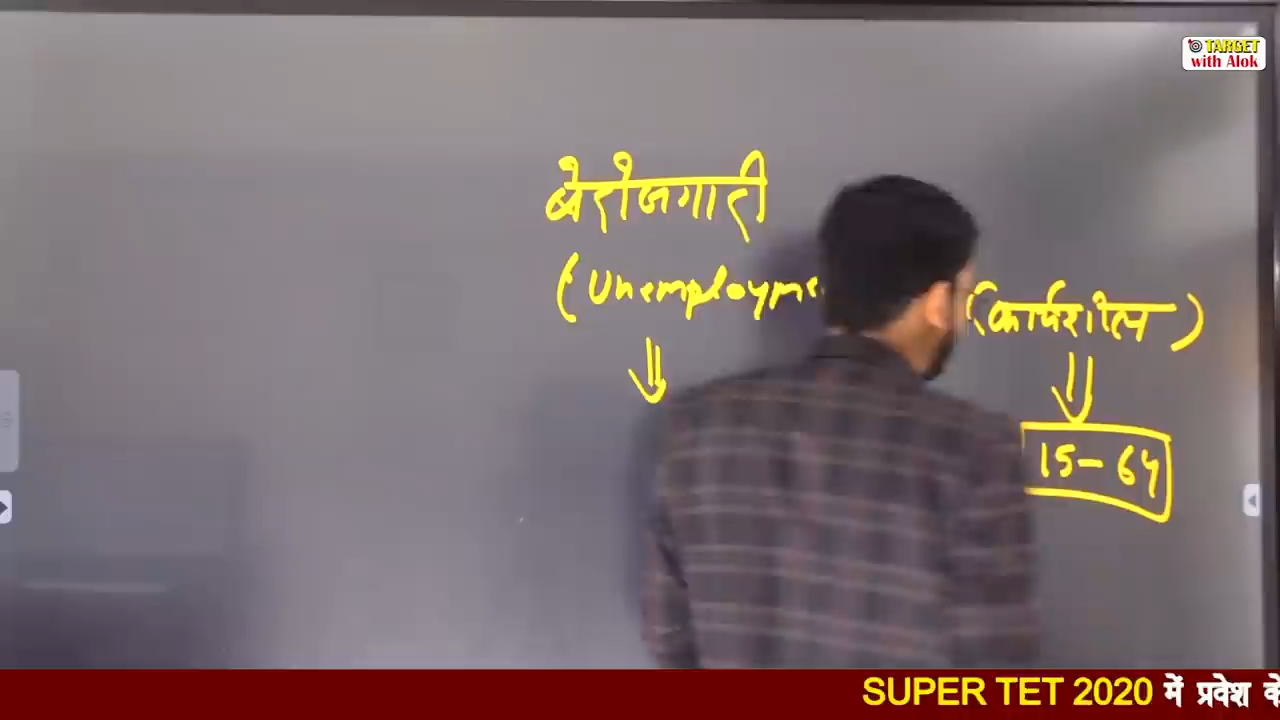 TARGET
with Alok
बेरोजगारी
(Unemployme
(कार्यशील)
15-64
SUPER TET 2020 में प्रवेश के